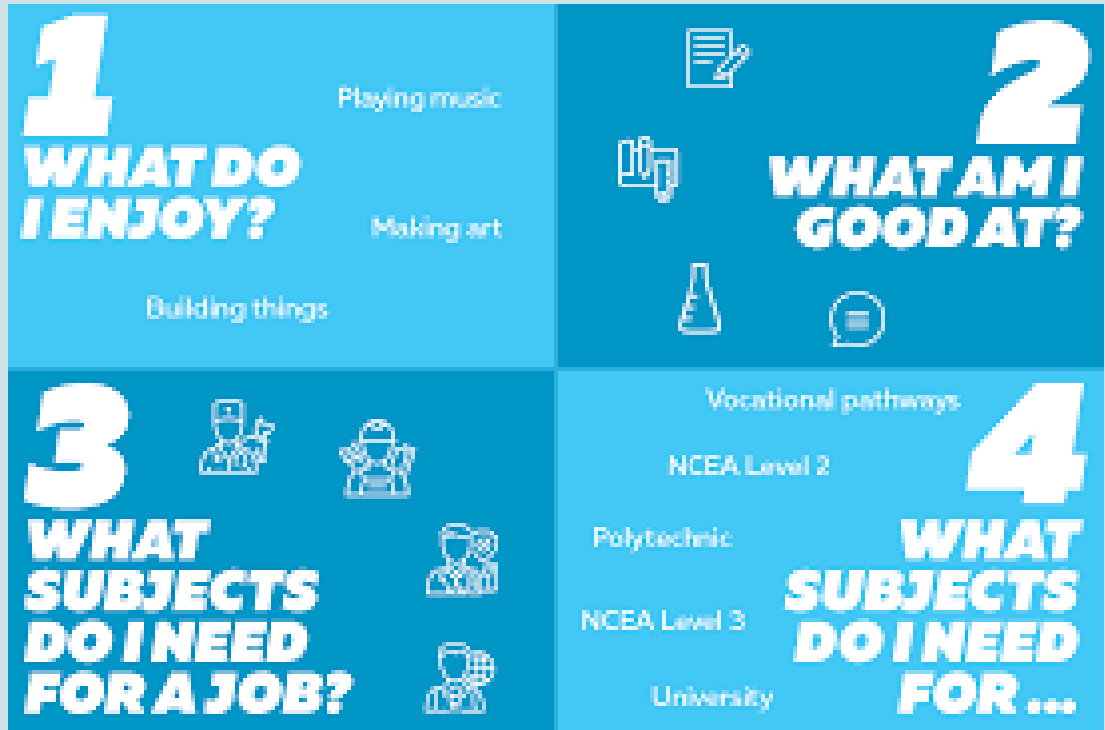 1
WHAT DO
I ENJOY?
Playing music
Making art
Building things
2
WHAT AM I
GOOD AT?
3
WHAT
SUBJECTS
DO I NEED
FOR A JOB?
4
WHAT
SUBJECTS
DO I NEED
FOR ...
Vocational pathways
NCEA Level 2
Polytechnic
NCEA Level 3
University